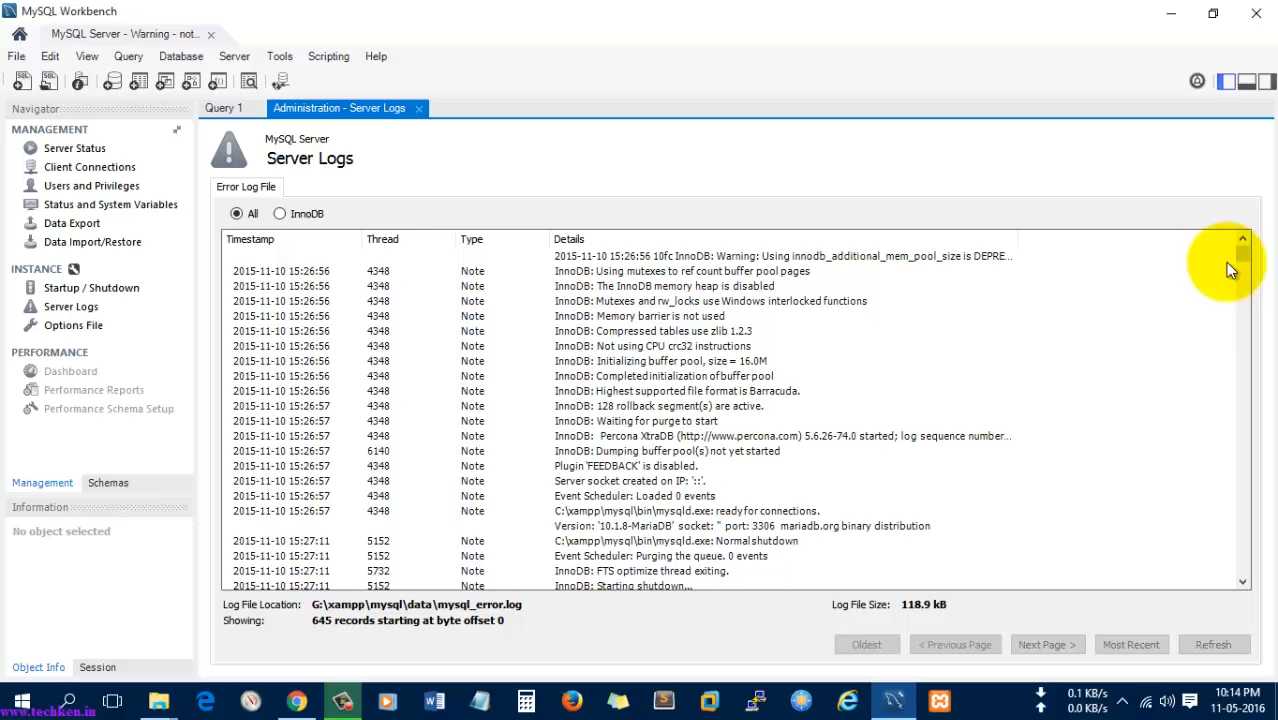 MySQL Workbench
MySQL Server - Warning - not...
File Edit View Query Database Server Tools Scripting Help
Navigator
Query 1
Administration - Server Logs
MANAGEMENT
Server Status
Client Connections
Users and Privileges
Status and System Variables
Data Export
Data Import/Restore
INSTANCE
Startup / Shutdown
Server Logs
Options File
PERFORMANCE
Dashboard
Performance Reports
Performance Schema Setup
Management Schemas
Information
No object selected
Object Info Session
MySQL Server
Server Logs
Error Log File
All InnoDB
Timestamp Thread Type Details
2015-11-10 15:26:56 10fc InnoDB: Warning: Using innodb_additional_mem_pool_size is DEPRE...
2015-11-10 15:26:56 4348 Note InnoDB: Using mutexes to ref count buffer pool pages
2015-11-10 15:26:56 4348 Note InnoDB: The InnoDB memory heap is disabled
2015-11-10 15:26:56 4348 Note InnoDB: Mutexes and rw_locks use Windows interlocked functions
2015-11-10 15:26:56 4348 Note InnoDB: Memory barrier is not used
2015-11-10 15:26:56 4348 Note InnoDB: Compressed tables use zlib 1.2.3
2015-11-10 15:26:56 4348 Note InnoDB: Not using CPU crc32 instructions
2015-11-10 15:26:56 4348 Note InnoDB: Initializing buffer pool, size = 16.0M
2015-11-10 15:26:56 4348 Note InnoDB: Completed initialization of buffer pool
2015-11-10 15:26:56 4348 Note InnoDB: Highest supported file format is Barracuda.
2015-11-10 15:26:57 4348 Note InnoDB: 128 rollback segment(s) are active.
2015-11-10 15:26:57 4348 Note InnoDB: Waiting for purge to start
2015-11-10 15:26:57 4348 Note InnoDB: Percona XtraDB (http://www.percona.com) 5.6.26-74.0 started; log sequence number...
2015-11-10 15:26:57 6140 Note InnoDB: Dumping buffer pool(s) not yet started
2015-11-10 15:26:57 4348 Note Plugin 'FEEDBACK' is disabled.
2015-11-10 15:26:57 4348 Note Server socket created on IP: '::'.
2015-11-10 15:26:57 4348 Note Event Scheduler: Loaded 0 events
2015-11-10 15:26:57 4348 Note C:\xampp\mysql\bin\mysqld.exe: ready for connections.
Version: '10.1.8-MariaDB' socket: '' port: 3306 mariadb.org binary distribution
2015-11-10 15:27:11 5152 Note C:\xampp\mysql\bin\mysqld.exe: Normal shutdown
2015-11-10 15:27:11 5152 Note Event Scheduler: Purging the queue. 0 events
2015-11-10 15:27:11 5732 Note InnoDB: FTS optimize thread exiting.
2015-11-10 15:27:11 5152 Note InnoDB: Starting shutdown...
Log File Location: G:\xampp\mysql\data\mysql_error.log Log File Size: 118.9 kB
Showing: 645 records starting at byte offset 0
Oldest < Previous Page Next Page > Most Recent Refresh
www.techken.in
0.1 KB/s
0.0 KB/s
10:14 PM
11-05-2016